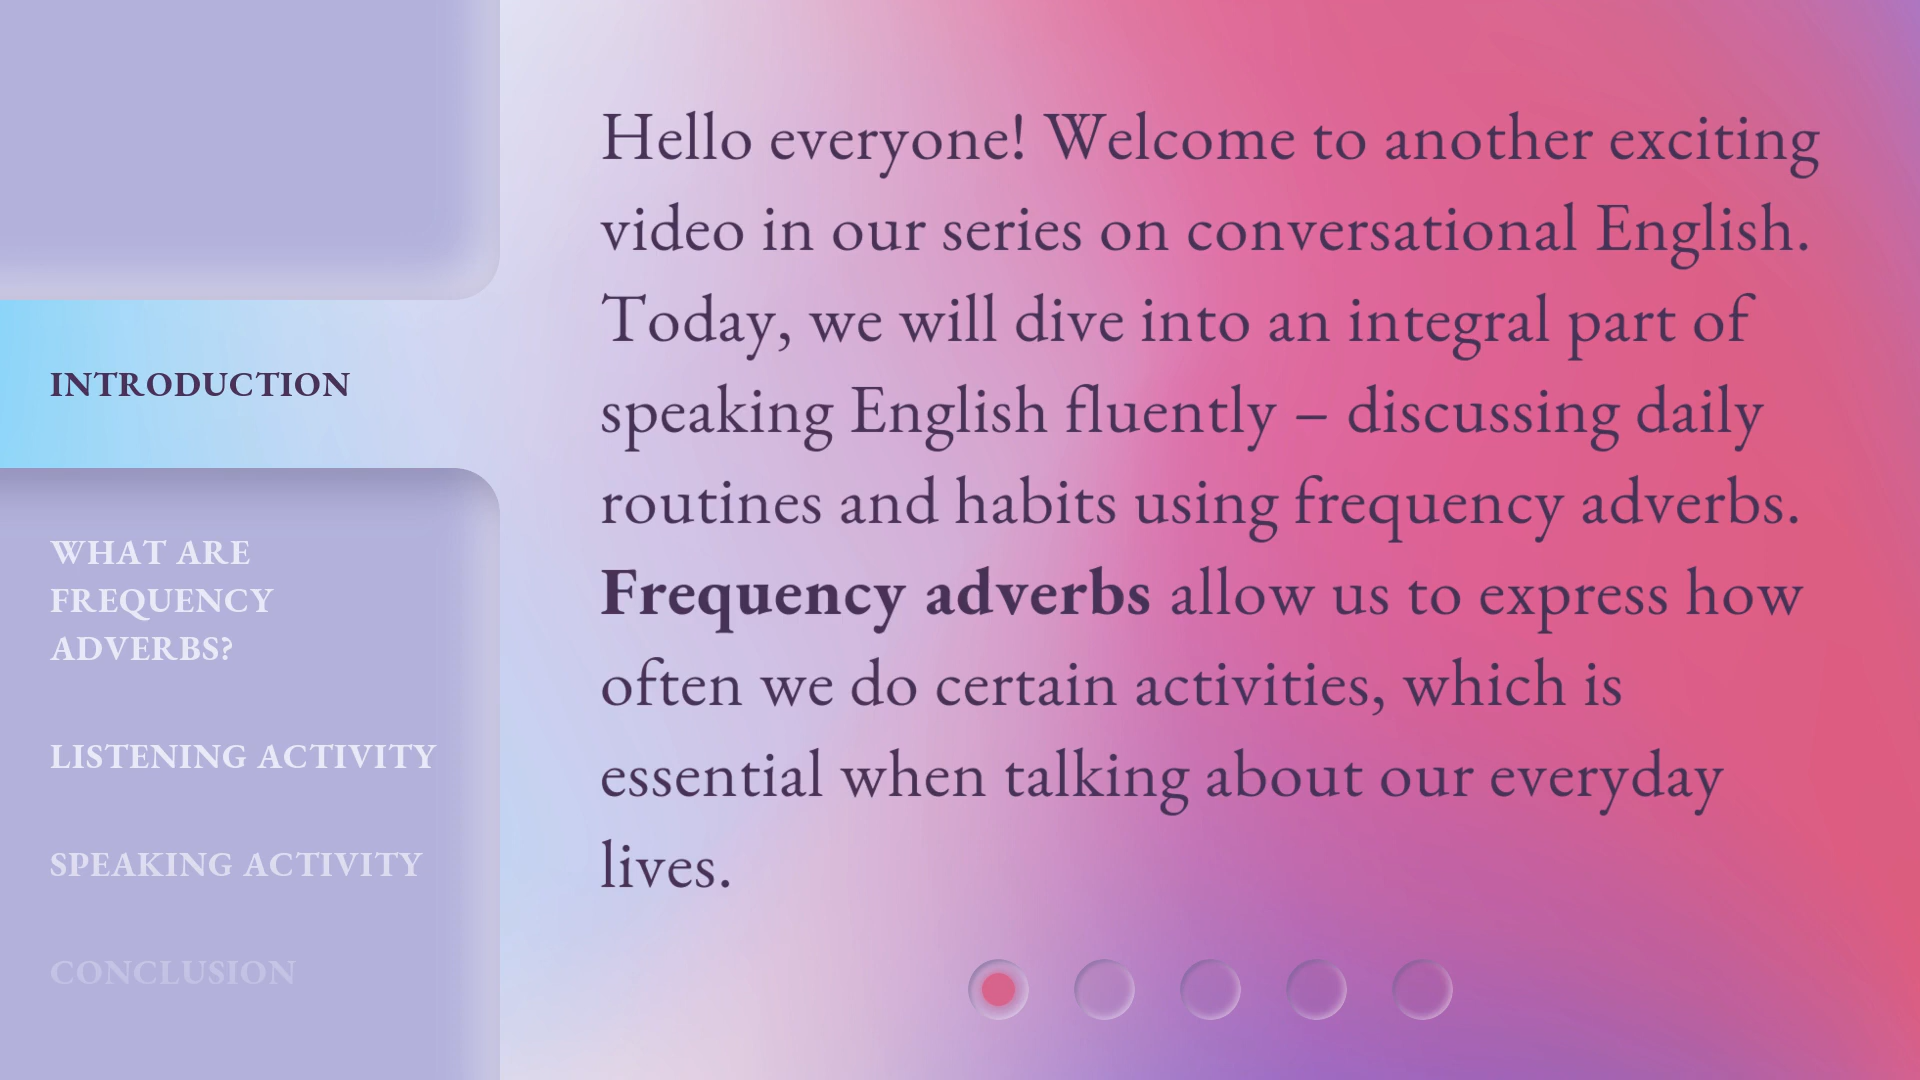 INTRODUCTION
WHAT ARE
FREQUENCY
ADVERBS?
LISTENING ACTIVITY
SPEAKING ACTIVITY
CONCLUSION
Hello everyone! Welcome to another exciting
video in our series on conversational English.
Today, we will dive into an integral part of
speaking English fluently – discussing daily
routines and habits using frequency adverbs.
Frequency adverbs allow us to express how
often we do certain activities, which is
essential when talking about our everyday
lives.